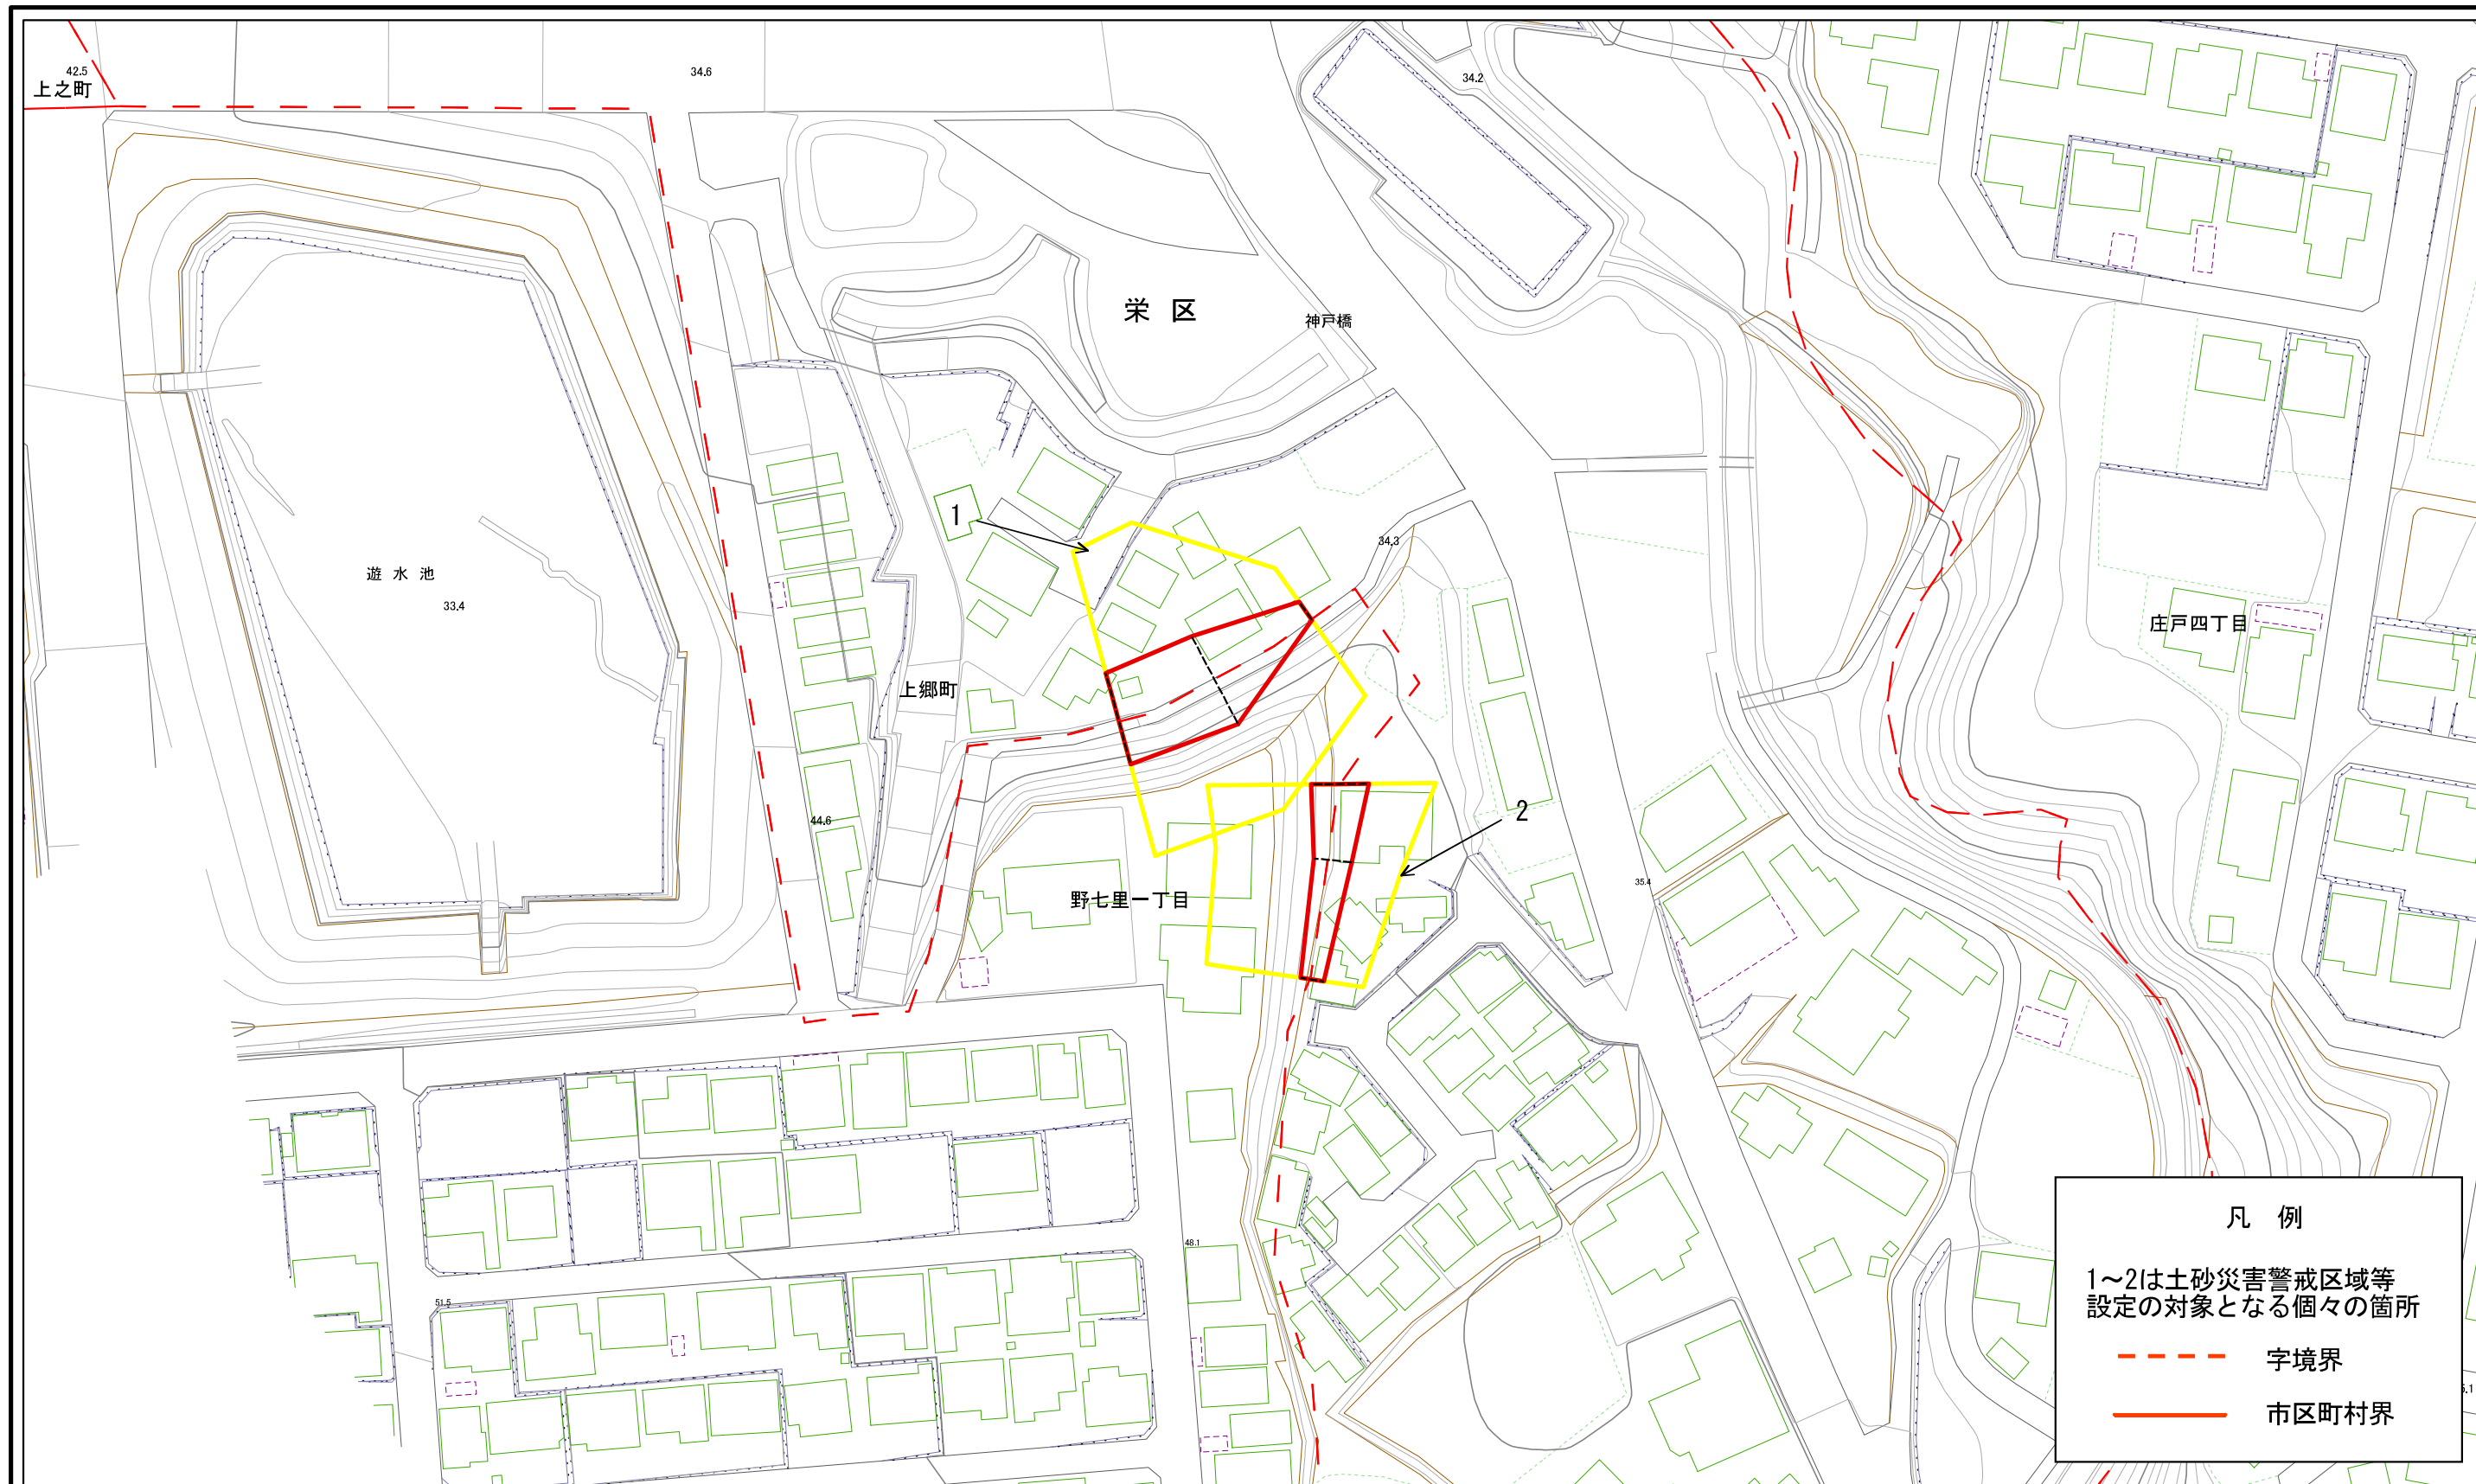 42.5
上之町
34.6
34.2
栄 区
神戸橋
1
34.3
遊 水 池
33.4
庄戸四丁目
上郷町
2
44.6
野七里一丁目
35.4
48.1
51.5
凡 例
1～2は土砂災害警戒区域等
設定の対象となる個々の箇所
字境界
市区町村界